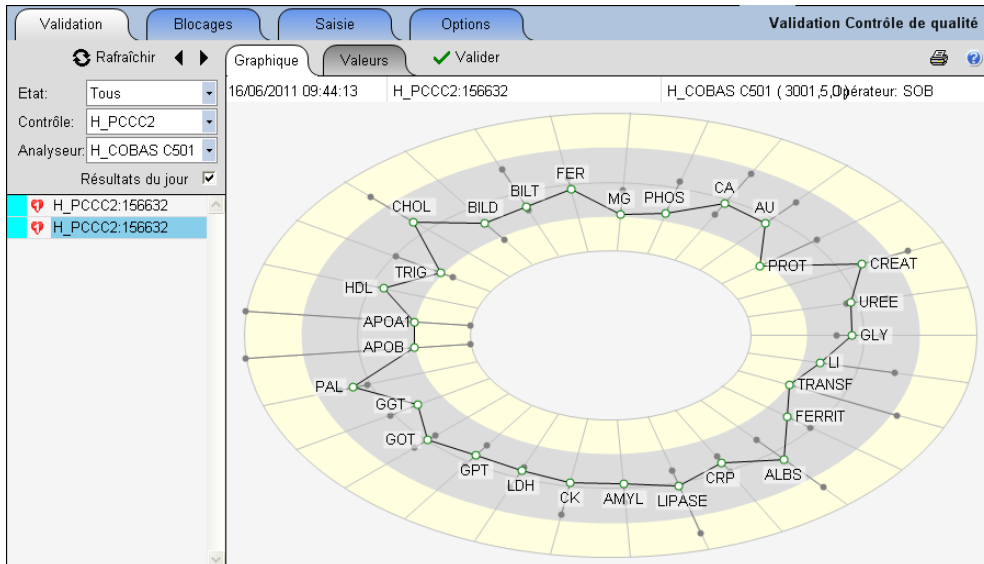 Validation Blocages Saisie Options Validation Contrôle de qualité
Rafraîchir Graphique Valeurs Valider
Etat: Tous
Contrôle: H_PCCC2
Analyseur: H_COBAS C501
Résultats du jour
H_PCCC2:156632
H_PCCC2:156632
16/06/2011 09:44:13 H_PCCC2:156632 H_COBAS C501 ( 3001,5,0) Opérateur: SOB
FER
BILT
MG
PHOS
CA
CHOL
BILD
AU
TRIG
PROT
CREAT
HDL
UREE
APOA1
GLY
APOB
LI
PAL
TRANSF
GGT
FERRIT
GOT
GPT
CRP
ALBS
LDH
CK
AMYL
LIPASE